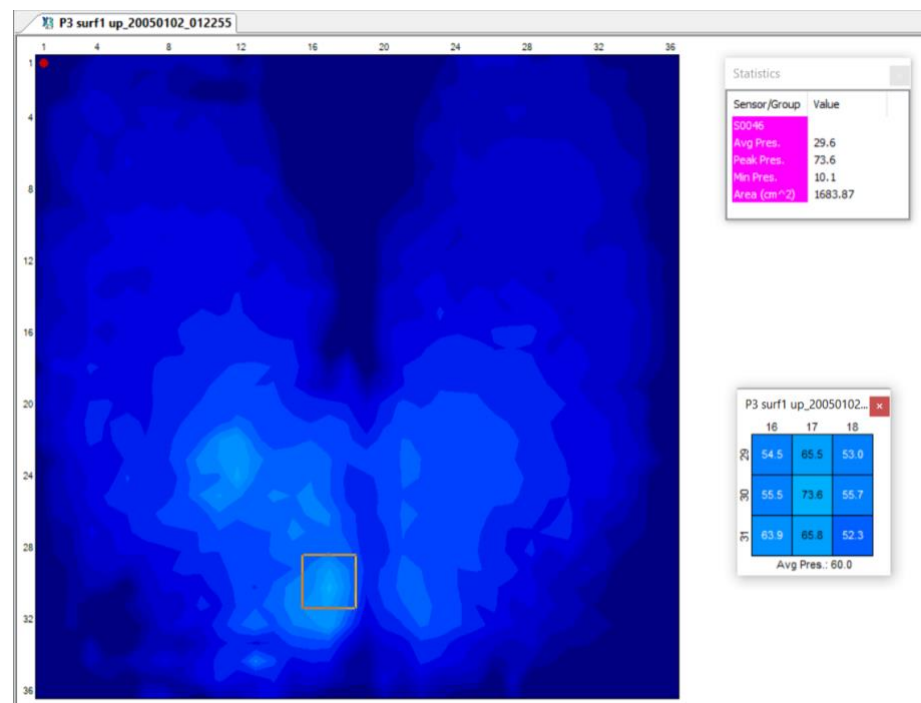 P3 surf1 up_20050102_012255
1 4 8 12 16 20 24 28 32 36
1
4
8
12
16
20
24
28
32
36
Statistics
Sensor/Group Value
S0046
Avg Pres. 29.6
Peak Pres. 73.6
Min Pres. 10.1
Area (cm^2) 1683.87
P3 surf1 up_20050102...
16 17 18
29 54.5 65.5 53.0
30 55.5 73.6 55.7
31 63.9 65.8 52.3
Avg Pres.: 60.0